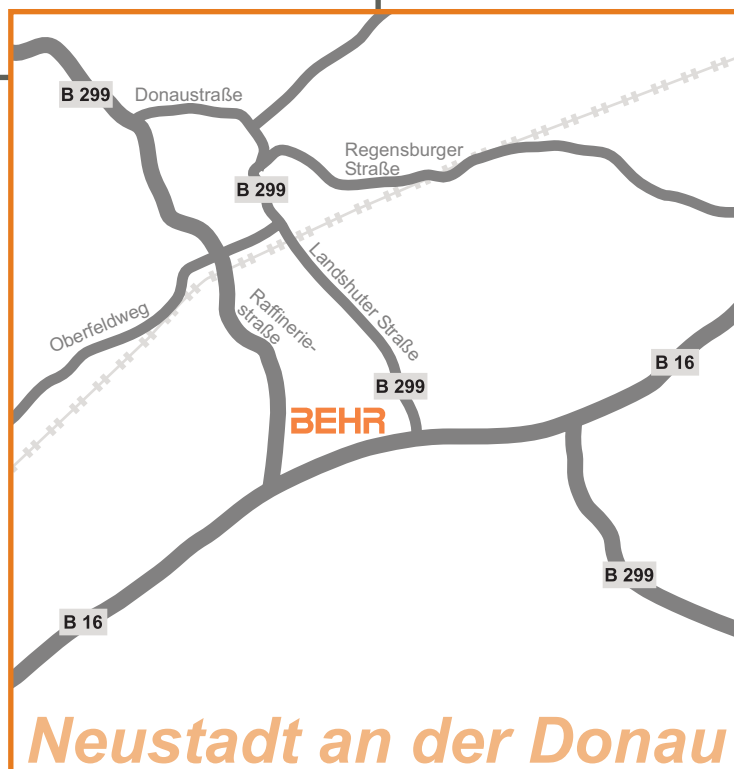 B 299
Donaustraße
Regensburger
Straße
B 299
Landshuter Straße
Raffinerie-
straße
Oberfeldweg
B 16
B 299
BEHR
B 299
B 16
Neustadt an der Donau